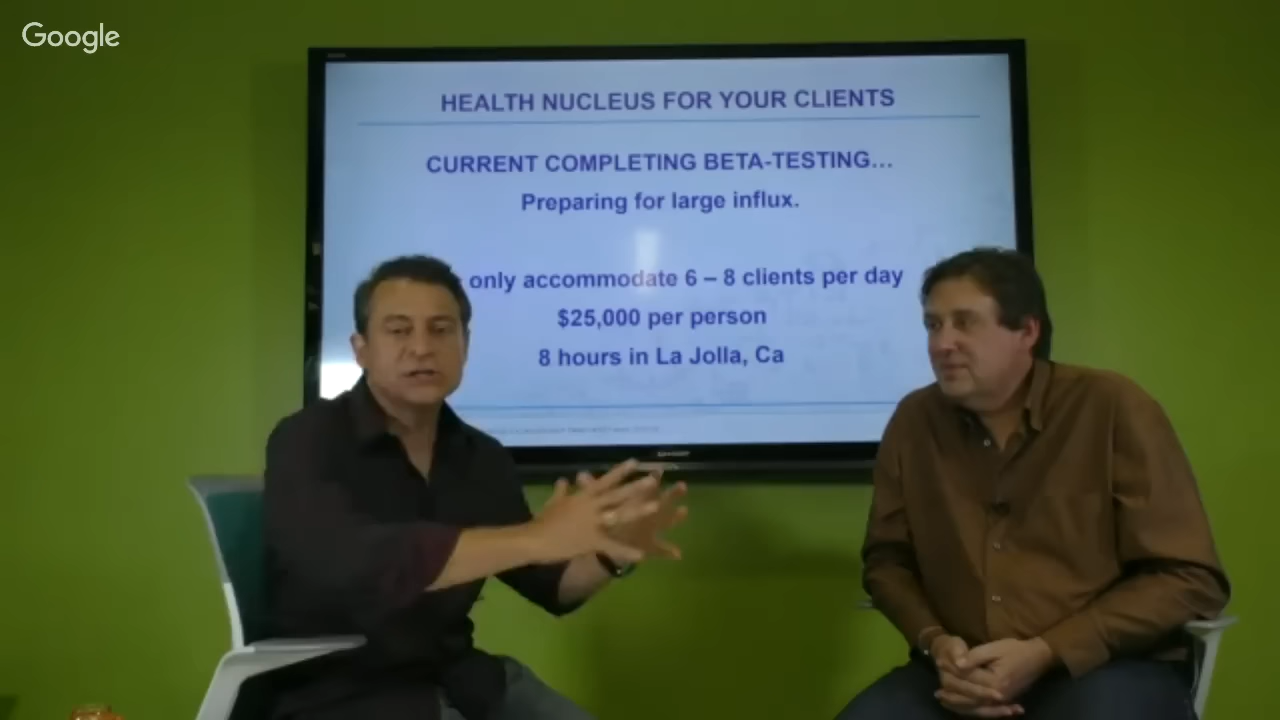 Google
HEALTH NUCLEUS FOR YOUR CLIENTS
CURRENT COMPLETING BETA-TESTING…
Preparing for large influx.
only accommodate 6 – 8 clients per day
$25,000 per person
8 hours in La Jolla, Ca
SHARP